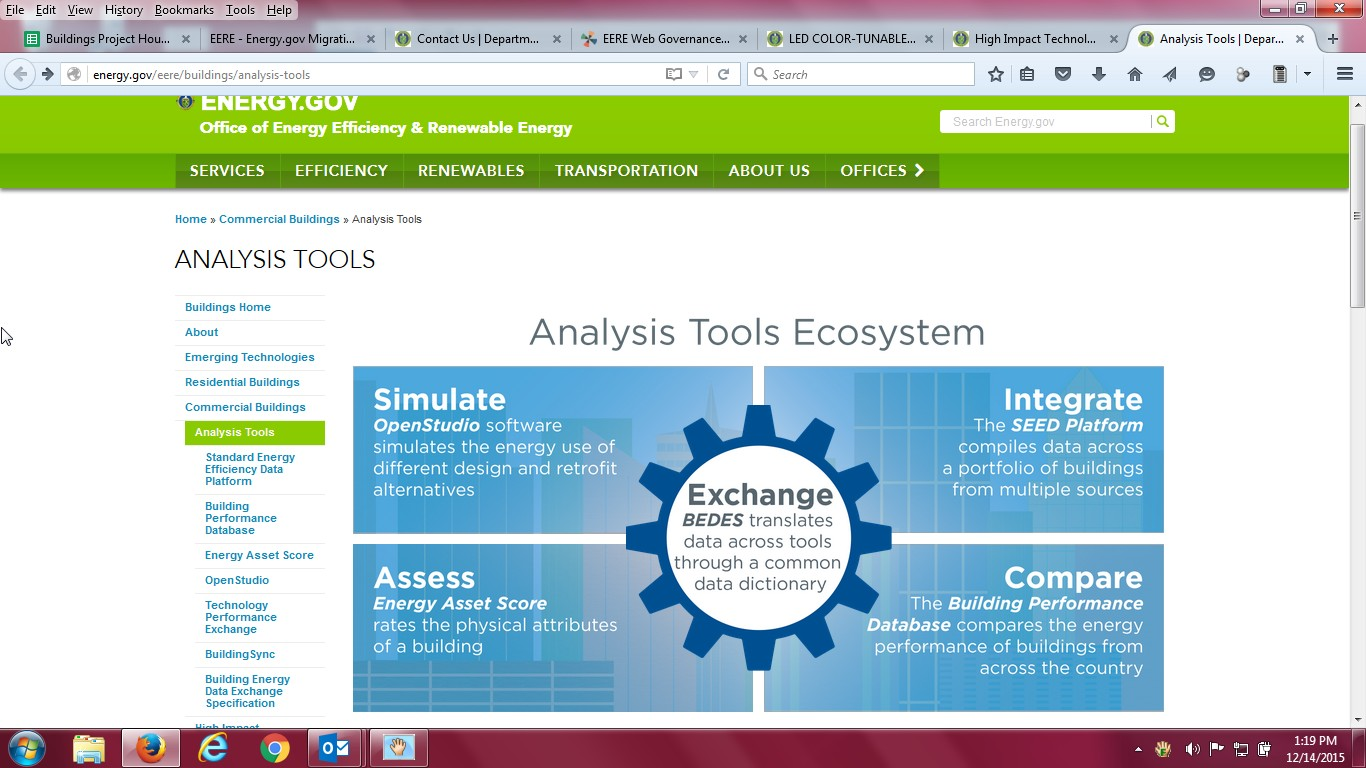 File Edit View History Bookmarks Tools Help
Buildings Project Hou...
EERE - Energy.gov Migrati...
Contact Us | Departm...
EERE Web Governance...
LED COLOR-TUNABLE...
High Impact Technol...
Analysis Tools | Depar...
energy.gov/eere/buildings/analysis-tools
Search
ENERGY.GOV
Office of Energy Efficiency & Renewable Energy
Search Energy.gov
SERVICES EFFICIENCY RENEWABLES TRANSPORTATION ABOUT US OFFICES
Home » Commercial Buildings » Analysis Tools
ANALYSIS TOOLS
Buildings Home
About
Emerging Technologies
Residential Buildings
Commercial Buildings
Analysis Tools
Standard Energy
Efficiency Data
Platform
Building
Performance
Database
Energy Asset Score
OpenStudio
Technology
Performance
Exchange
BuildingSync
Building Energy
Data Exchange
Specification
High Impact
Analysis Tools Ecosystem
Simulate
OpenStudio software
simulates the energy use of
different design and retrofit
alternatives
Integrate
The SEED Platform
compiles data across
a portfolio of buildings
from multiple sources
Exchange
BEDES translates
data across tools
through a common
data dictionary
Assess
Energy Asset Score
rates the physical attributes
of a building
Compare
The Building Performance
Database compares the energy
performance of buildings from
across the country
1:19 PM
12/14/2015